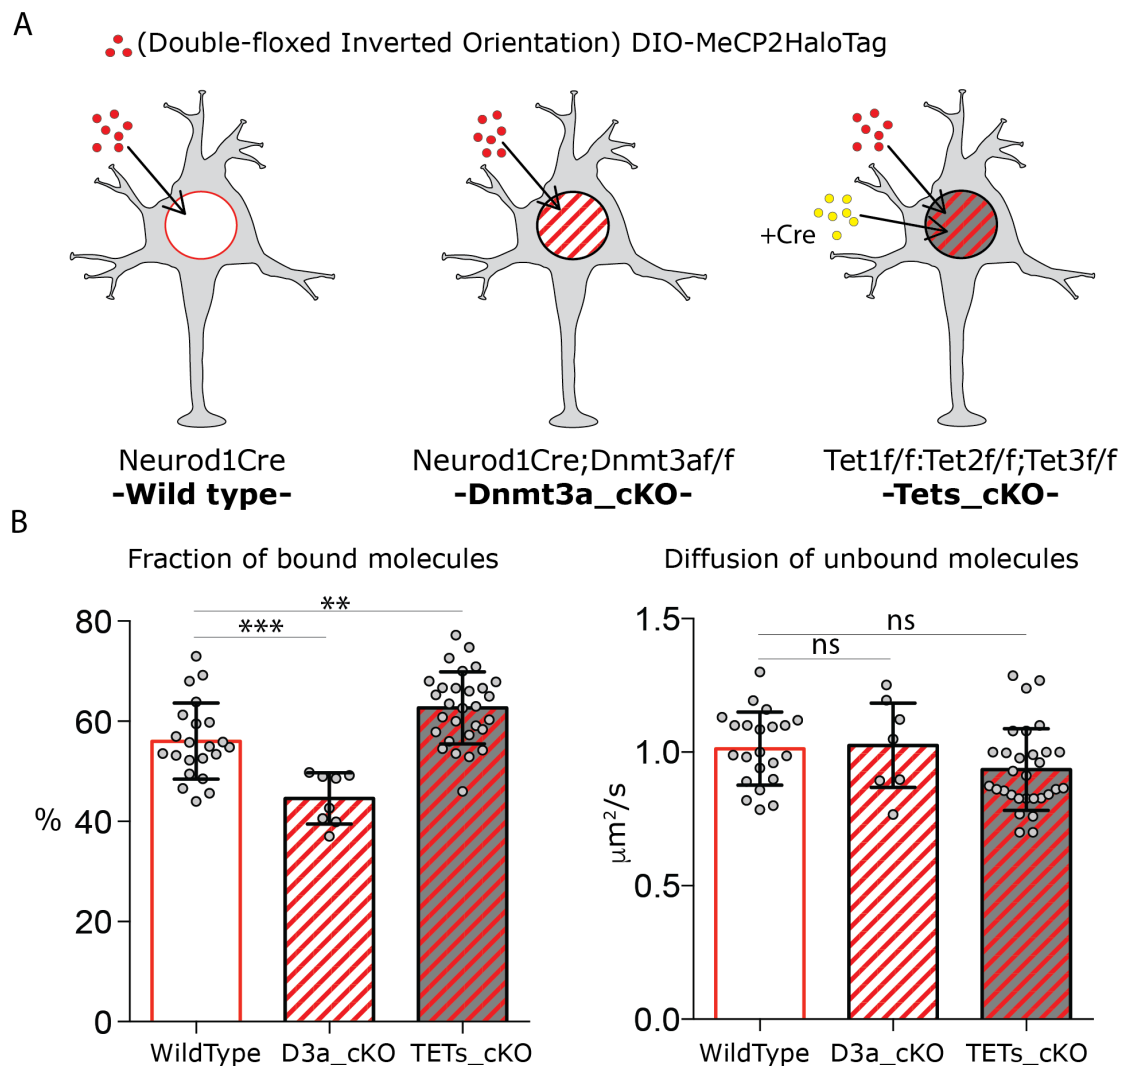 A
(Double-floxed Inverted Orientation) DIO-MeCP2HaloTag
+Cre
Neurod1Cre
-Wild type-
Neurod1Cre;Dnmt3af/f
-Dnmt3a_cKO-
Tet1f/f:Tet2f/f;Tet3f/f
-Tets_cKO-
B
Fraction of bound molecules
**
***
80
60
40
20
0
%
WildType
D3a_cKO
TETs_cKO
Diffusion of unbound molecules
ns
ns
1.5
1.0
0.5
0.0
μm²/s
WildType
D3a_cKO
TETs_cKO